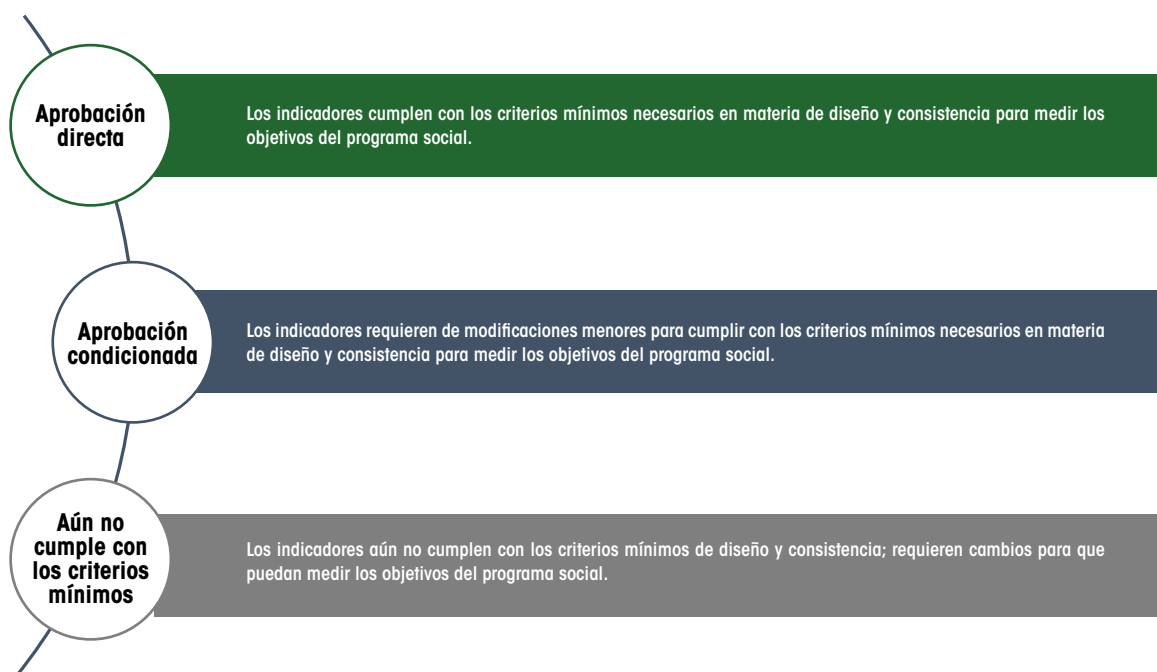 Aprobación
directa
Los indicadores cumplen con los criterios mínimos necesarios en materia de diseño y consistencia para medir los
objetivos del programa social.
Aprobación
condicionada
Los indicadores requieren de modificaciones menores para cumplir con los criterios mínimos necesarios en materia
de diseño y consistencia para medir los objetivos del programa social.
Aún no
cumple con
los criterios
mínimos
Los indicadores aún no cumplen con los criterios mínimos de diseño y consistencia; requieren cambios para que
puedan medir los objetivos del programa social.